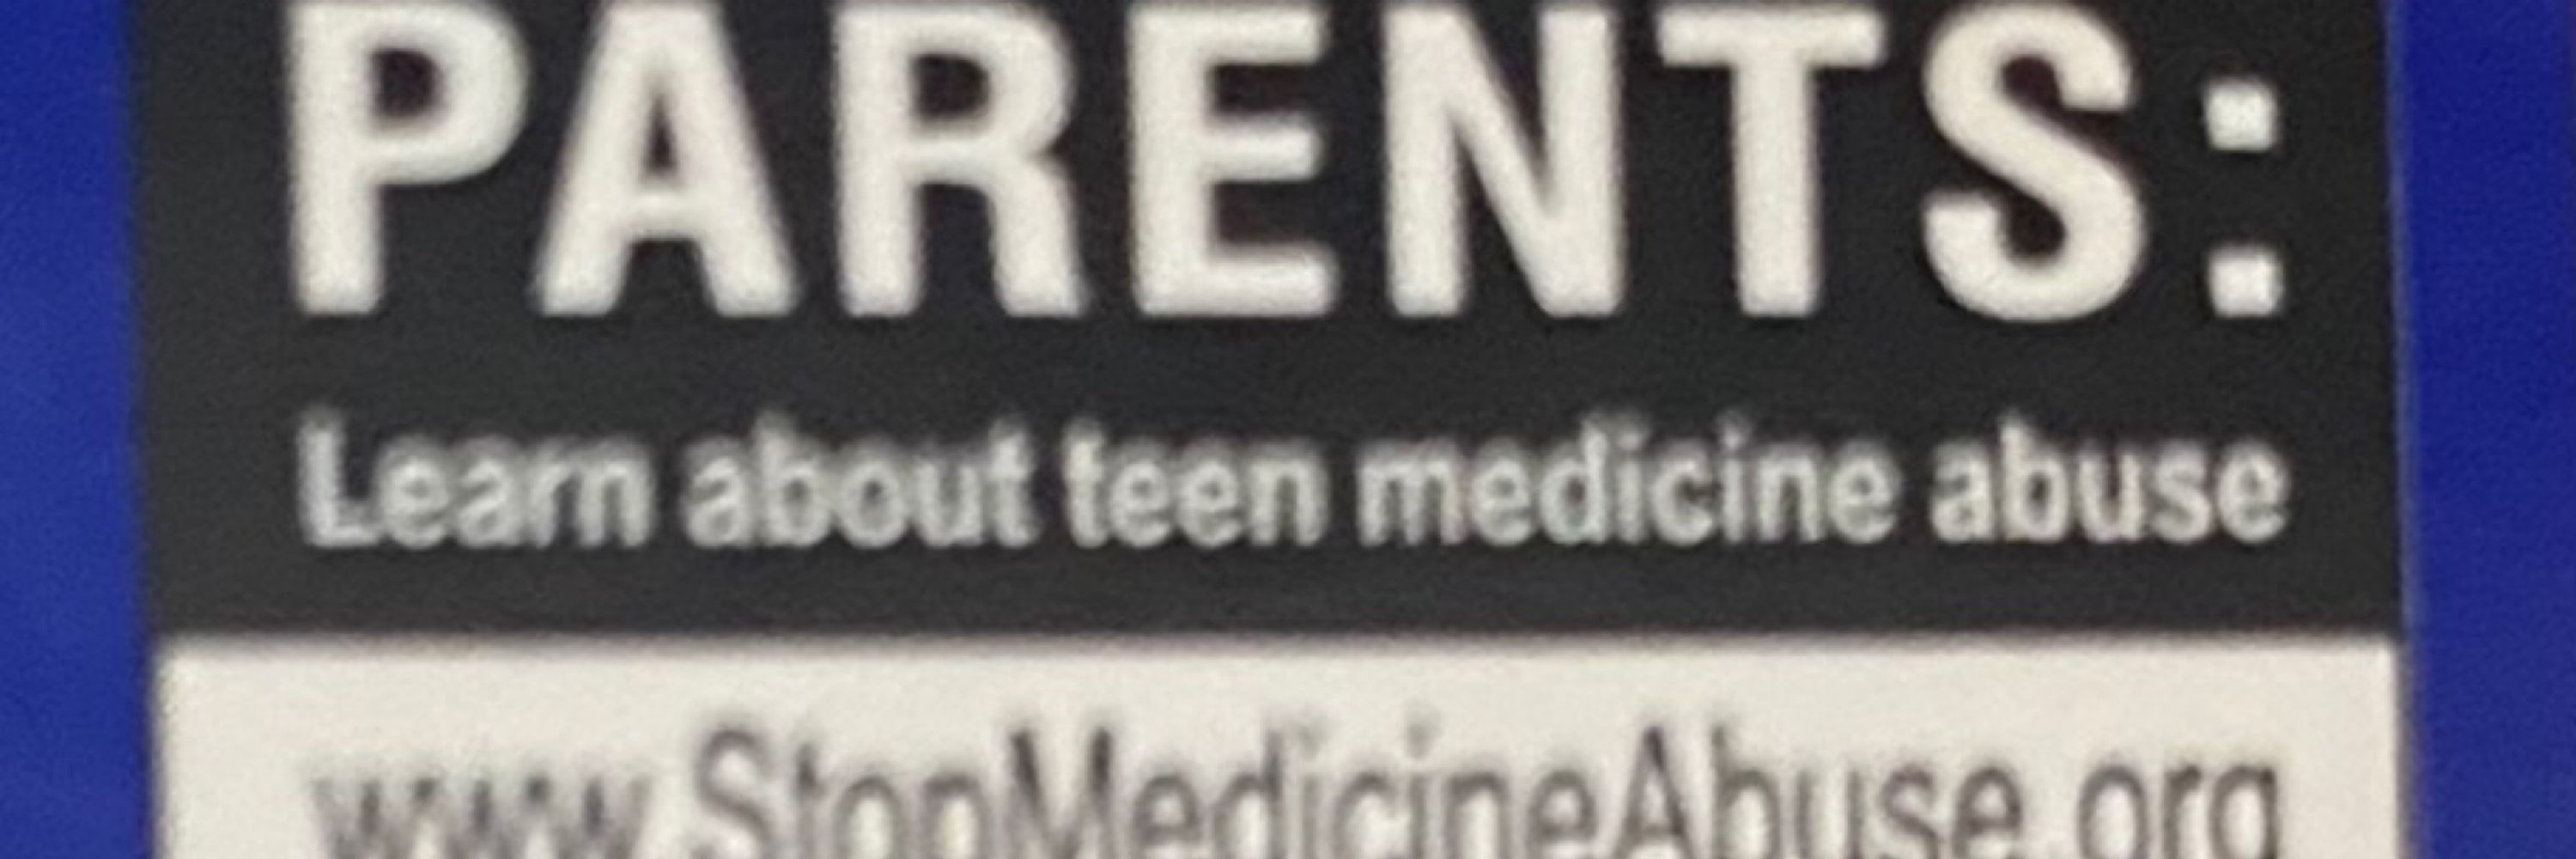 PARENTS:
Learn about teen medicine abuse
www.StopMedicineAbuse.org